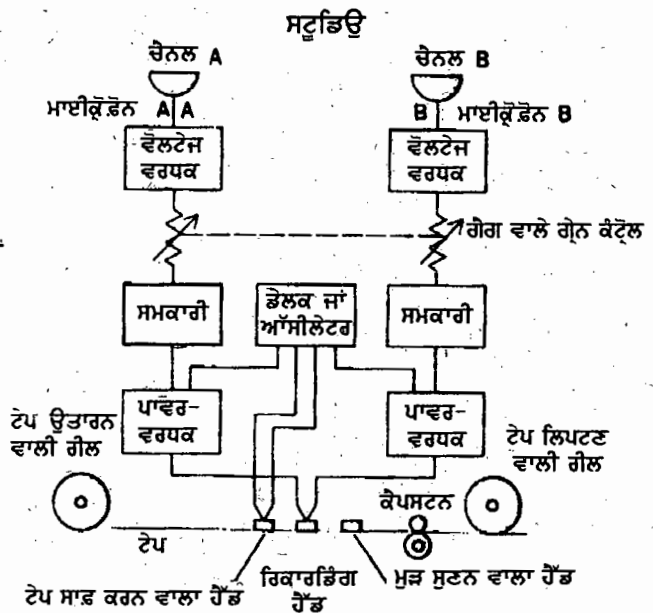 ਸਟੂਡਿਉ
ਚੈਨਲ A
ਚੈਨਲ B
ਮਾਈਕ੍ਰੋਫ਼ੋਨ A A
B ਮਾਈਕ੍ਰੋਫ਼ੋਨ B
ਵੋਲਟੇਜ
ਵਰਧਕ
ਵੋਲਟੇਜ
ਵਰਧਕ
ਗੈਗ ਵਾਲੇ ਗੇਨ ਕੰਟ੍ਰੋਲ
ਸਮਕਾਰੀ
ਡੋਲਕ ਜਾਂ
ਆੱਸੀਲੇਟਰ
ਸਮਕਾਰੀ
ਟੇਪ ਉਤਾਰਨ
ਵਾਲੀ ਰੀਲ
ਪਾਵਰ-
ਵਰਧਕ
ਪਾਵਰ-
ਵਰਧਕ
ਟੇਪ ਲਿਪਟਣ
ਵਾਲੀ ਰੀਲ
ਕੈਪਸਟਨ
ਟੇਪ
ਟੇਪ ਸਾਫ਼ ਕਰਨ ਵਾਲਾ ਹੈੱਡ
ਰਿਕਾਰਡਿੰਗ
ਹੈੱਡ
ਮੁੜ ਸੁਣਨ ਵਾਲਾ ਹੈੱਡ